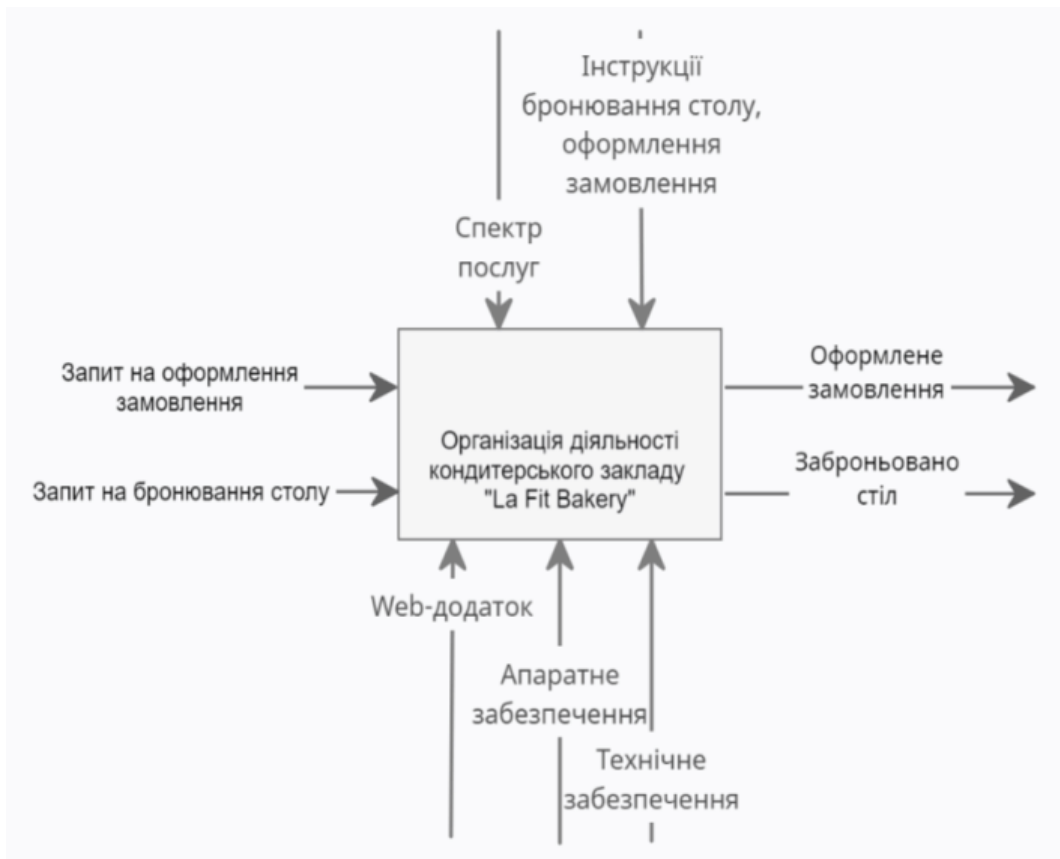 Інструкції
бронювання столу,
оформлення
замовлення
Спектр
послуг
Запит на оформлення
замовлення
Запит на бронювання столу
Організація діяльності
кондитерського закладу
"La Fit Bakery"
Оформлене
замовлення
Заброньовано
стіл
Web-додаток
Апаратне
забезпечення
Технічне
забезпечення